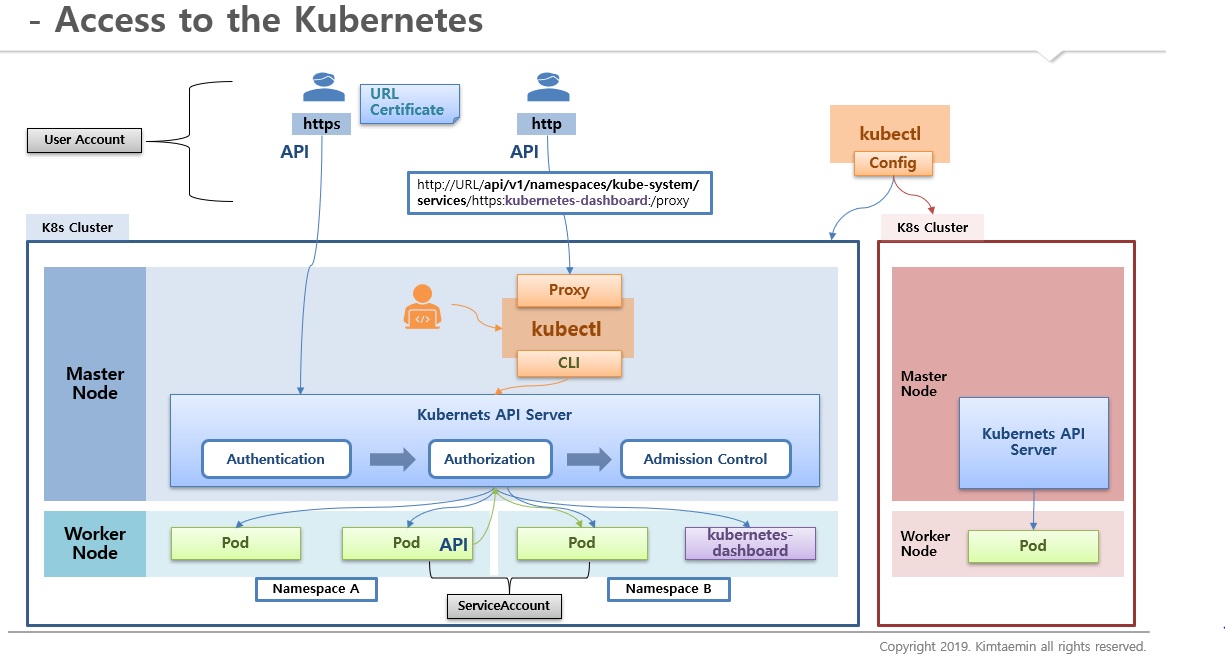 - Access to the Kubernetes
URL
Certificate
https
http
User Account
API
API
kubectl
Config
http://URL/api/v1/namespaces/kube-system/
services/https:kubernetes-dashboard:/proxy
K8s Cluster
K8s Cluster
Proxy
kubectl
CLI
Master
Node
Master
Node
Kubernets API Server
Authentication
Authorization
Admission Control
Kubernets API
Server
Worker
Node
Pod
Pod
API
Pod
kubernetes-
dashboard
Worker
Node
Pod
Namespace A
Namespace B
ServiceAccount
Copyright 2019. Kimtaemin all rights reserved.